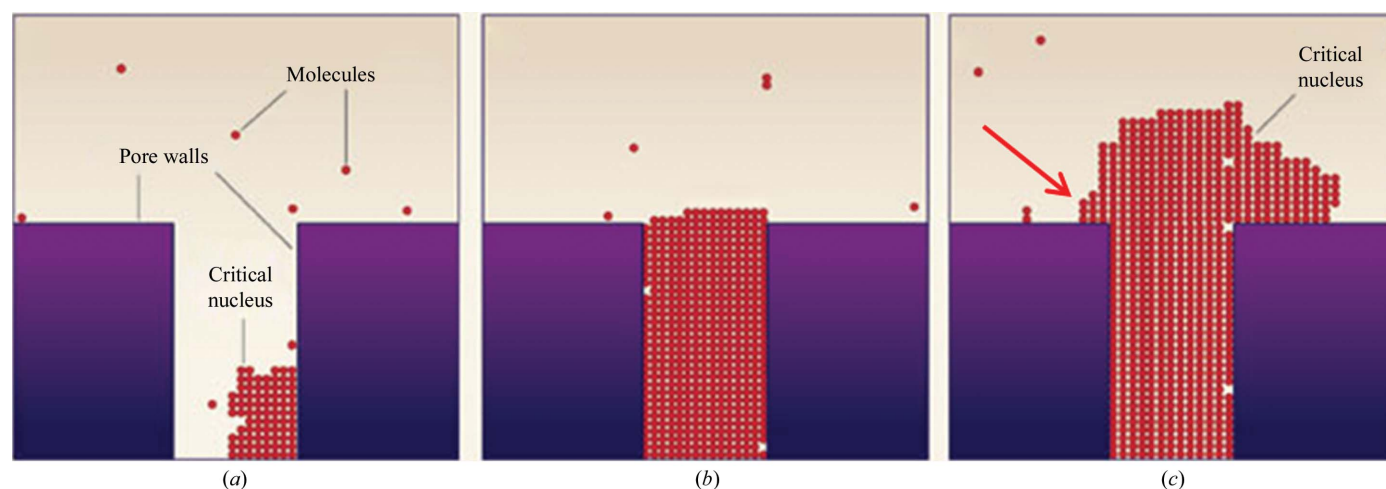 Molecules
Pore walls
Critical
nucleus
Critical
nucleus
(a)
(b)
(c)